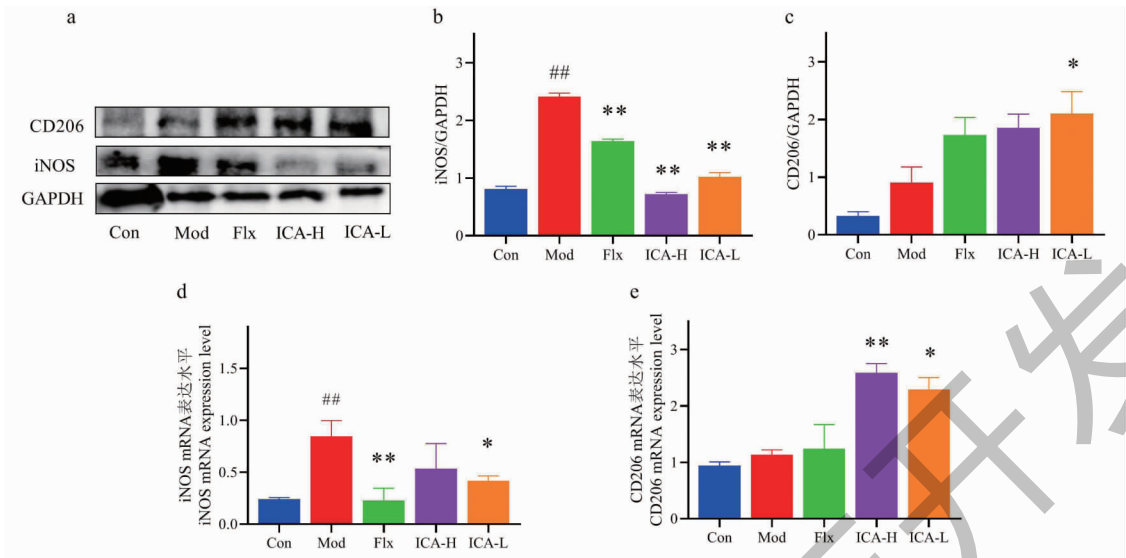 a
CD206
iNOS
GAPDH
Con Mod Flx ICA-H ICA-L
b
iNOS/GAPDH
3
2
1
0
##
**
**
**
Con Mod Flx ICA-H ICA-L
c
CD206/GAPDH
3
2
1
0
*
Con Mod Flx ICA-H ICA-L
d
iNOS mRNA表达水平
iNOS mRNA expression level
1.5
1.0
0.5
0.0
##
**
*
Con Mod Flx ICA-H ICA-L
e
CD206 mRNA表达水平
CD206 mRNA expression level
3
2
1
0
**
*
Con Mod Flx ICA-H ICA-L
开发